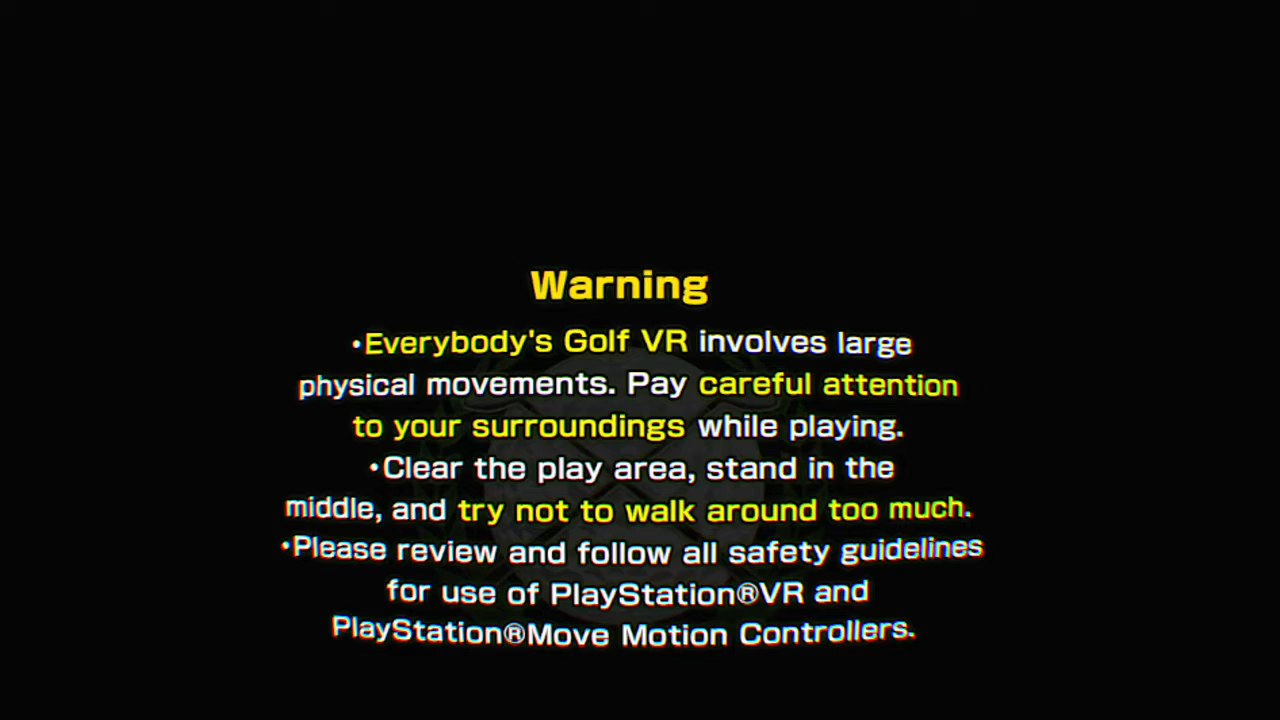 Warning
•Everybody's Golf VR involves large
physical movements. Pay careful attention
to your surroundings while playing.
•Clear the play area, stand in the
middle, and try not to walk around too much.
•Please review and follow all safety guidelines
for use of PlayStation®VR and
PlayStation®Move Motion Controllers.